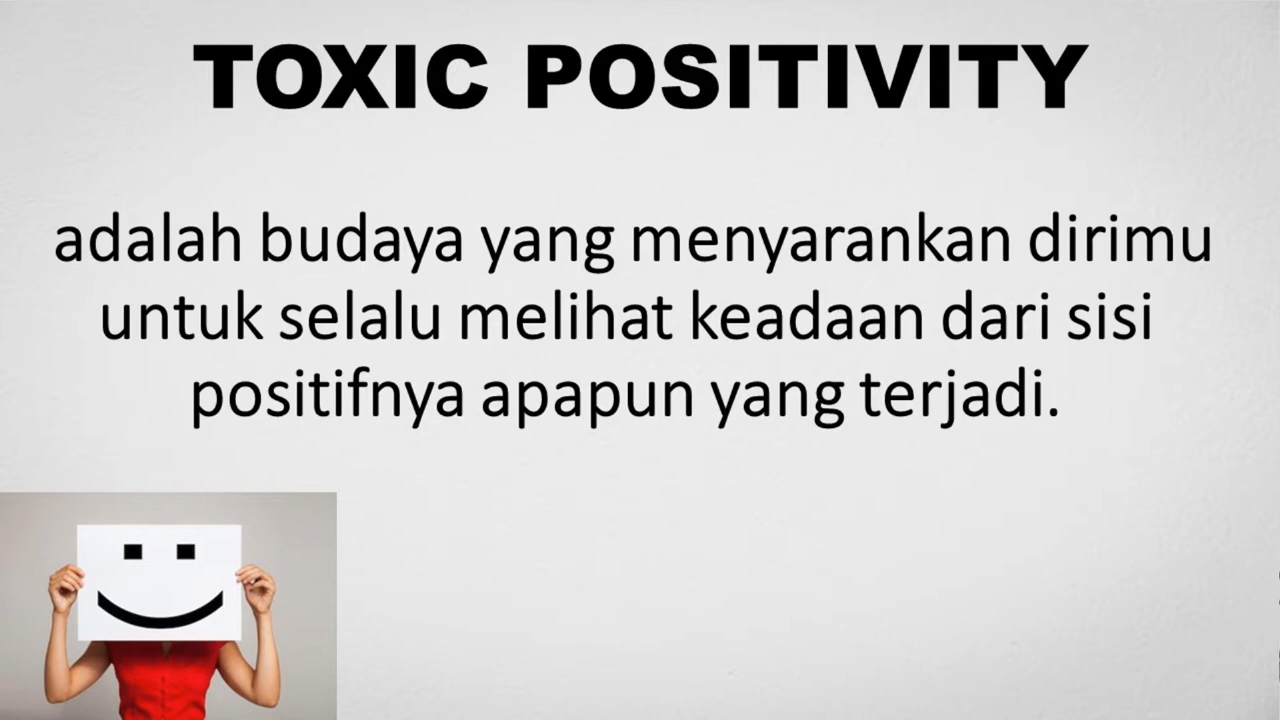 TOXIC POSITIVITY
adalah budaya yang menyarankan dirimu
untuk selalu melihat keadaan dari sisi
positifnya apapun yang terjadi.